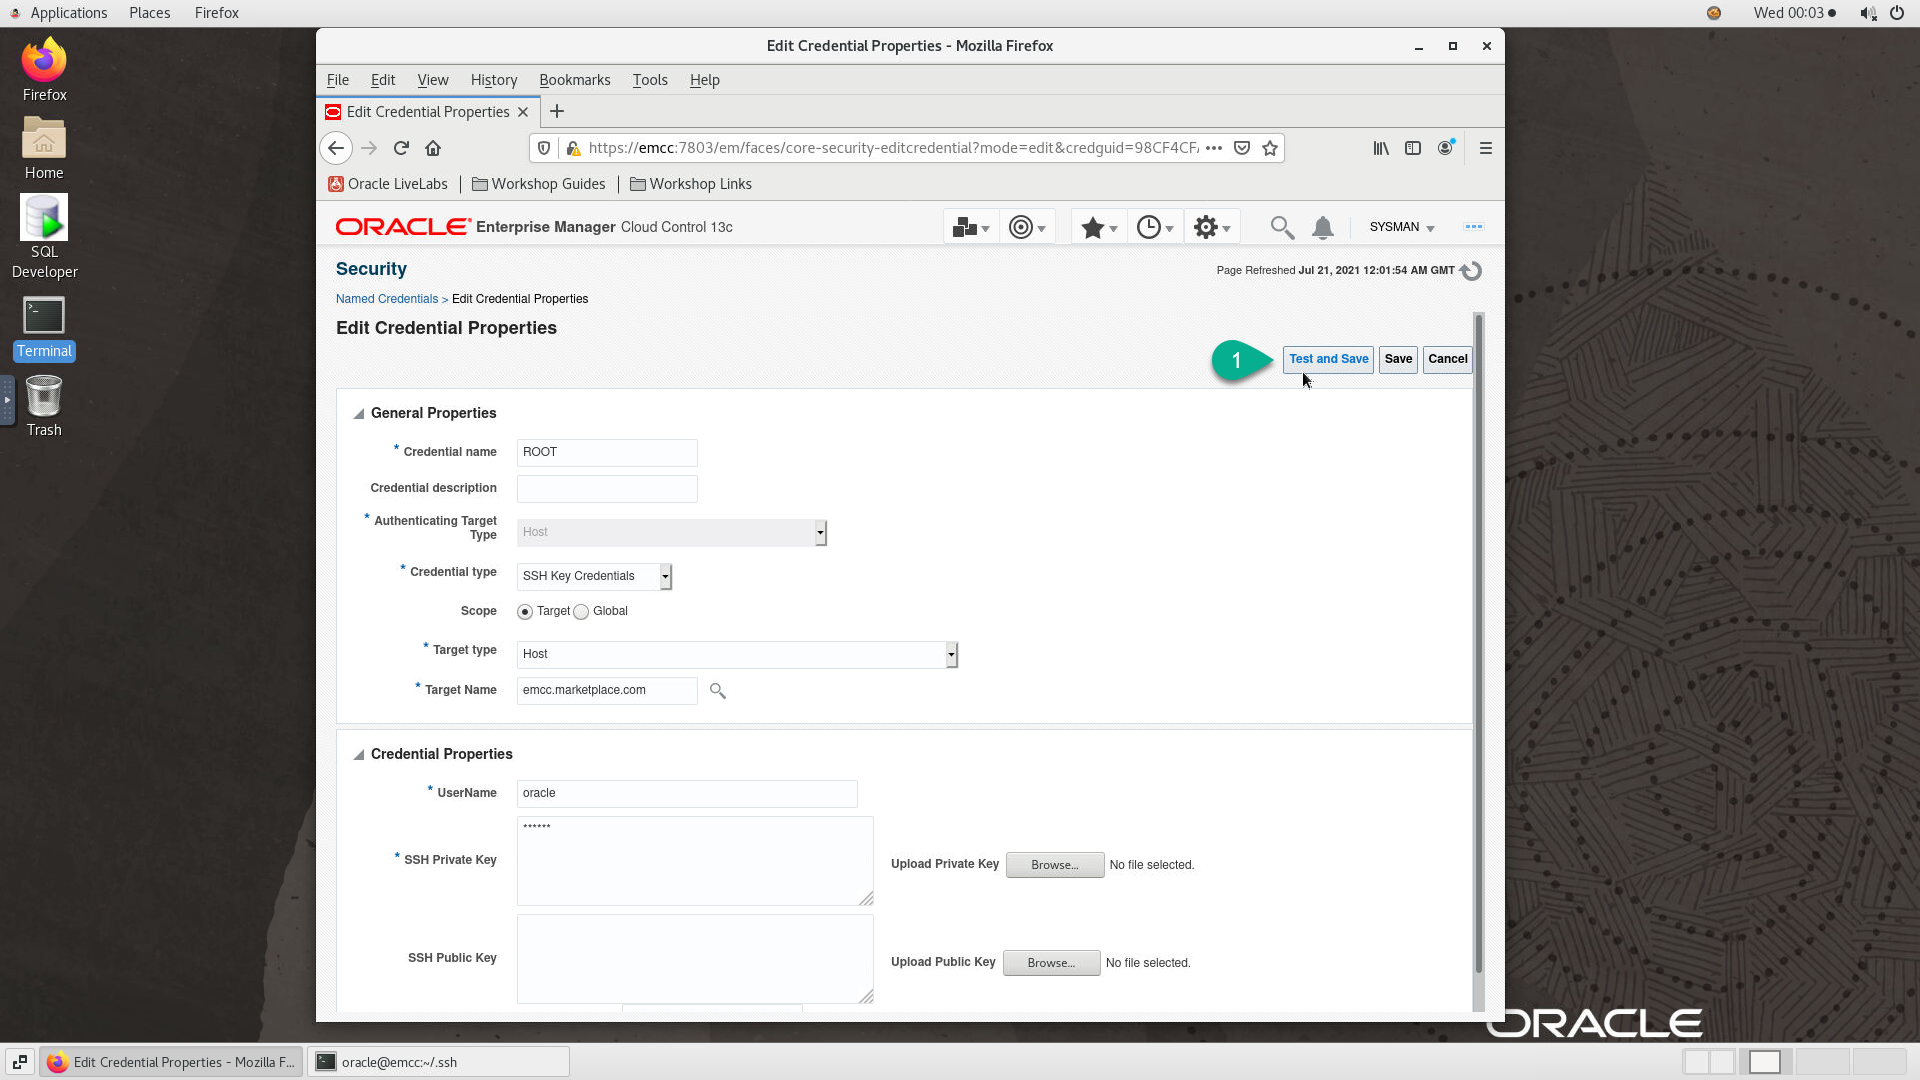 Applications Places Firefox
Wed 00:03
Firefox
Home
SQL
Developer
Terminal
Trash
Edit Credential Properties - Mozilla Firefox
File Edit View History Bookmarks Tools Help
Edit Credential Properties
https://emcc:7803/em/faces/core-security-editcredential?mode=edit&credguid=98CF4CF
Oracle LiveLabs Workshop Guides Workshop Links
ORACLE Enterprise Manager Cloud Control 13c
SYSMAN
Security
Page Refreshed Jul 21, 2021 12:01:54 AM GMT
Named Credentials > Edit Credential Properties
Edit Credential Properties
1
Test and Save Save Cancel
General Properties
* Credential name ROOT
Credential description
* Authenticating Target Type Host
* Credential type SSH Key Credentials
Scope Target Global
* Target type Host
* Target Name emcc.marketplace.com
Credential Properties
* UserName oracle
* SSH Private Key ****** Upload Private Key Browse... No file selected.
SSH Public Key Upload Public Key Browse... No file selected.
ORACLE
Edit Credential Properties - Mozilla F...
oracle@emcc:~/.ssh